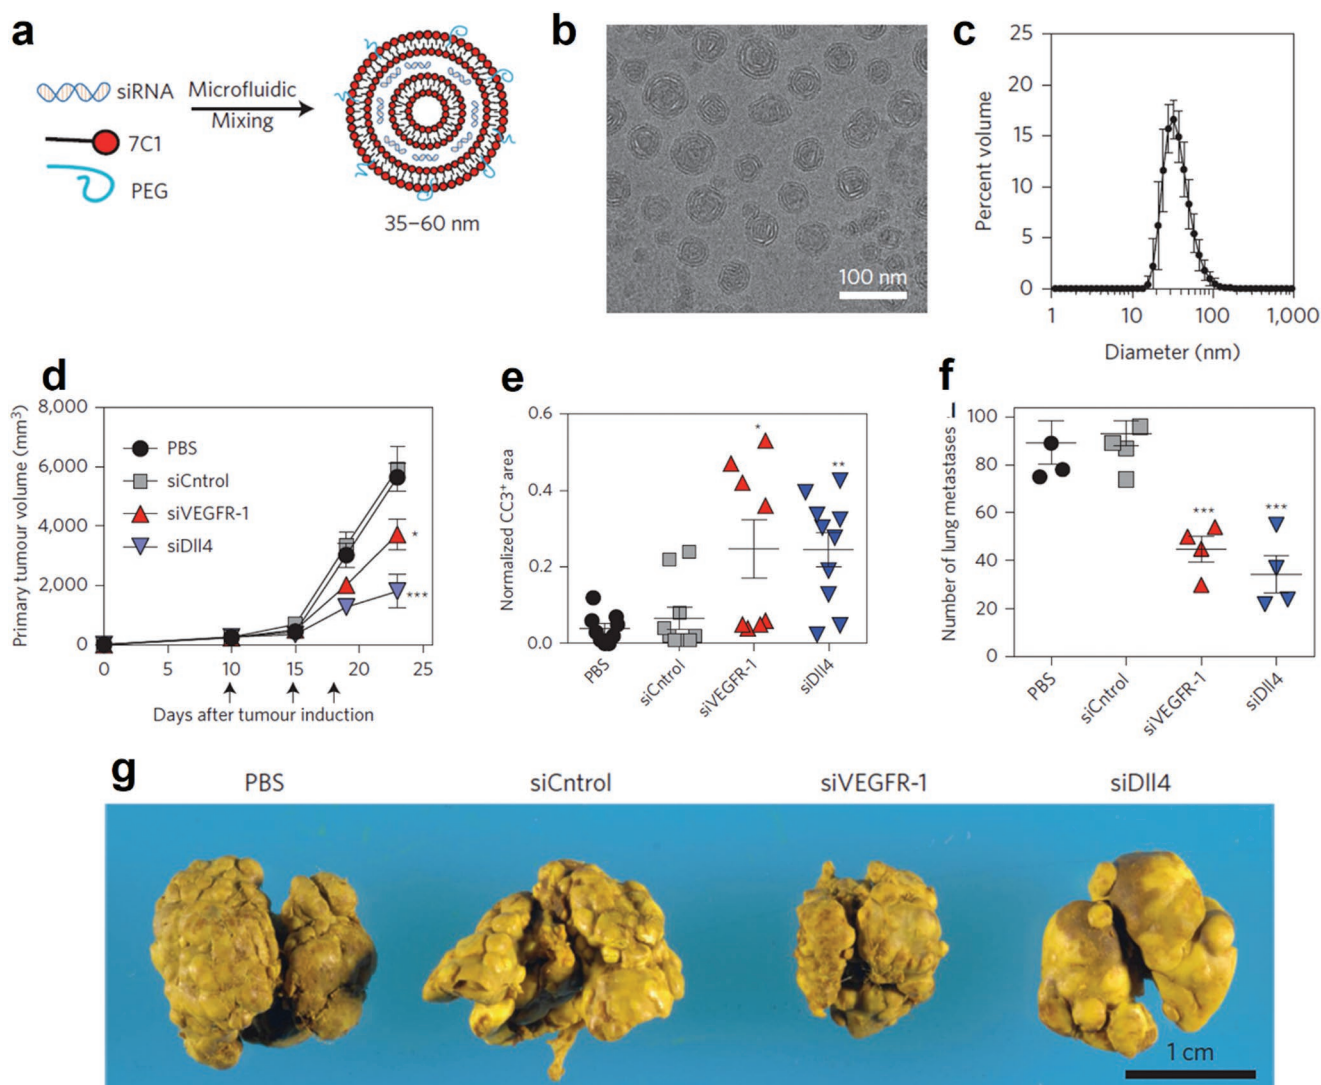 a
siRNA
7C1
PEG
Microfluidic
Mixing
35–60 nm
b
100 nm
c
Percent volume
25
20
15
10
5
0
1
10
100
1,000
Diameter (nm)
d
Primary tumour volume (mm³)
8,000
6,000
4,000
2,000
0
PBS
siCntrol
siVEGFR-1
siDll4
*
***
0
5
10
15
20
25
Days after tumour induction
e
Normalized CC3⁺ area
0.6
0.4
0.2
0.0
*
**
PBS
siCntrol
siVEGFR-1
siDll4
f
Number of lung metastases
100
80
60
40
20
0
***
***
PBS
siCntrol
siVEGFR-1
siDll4
g
PBS
siCntrol
siVEGFR-1
siDll4
1 cm